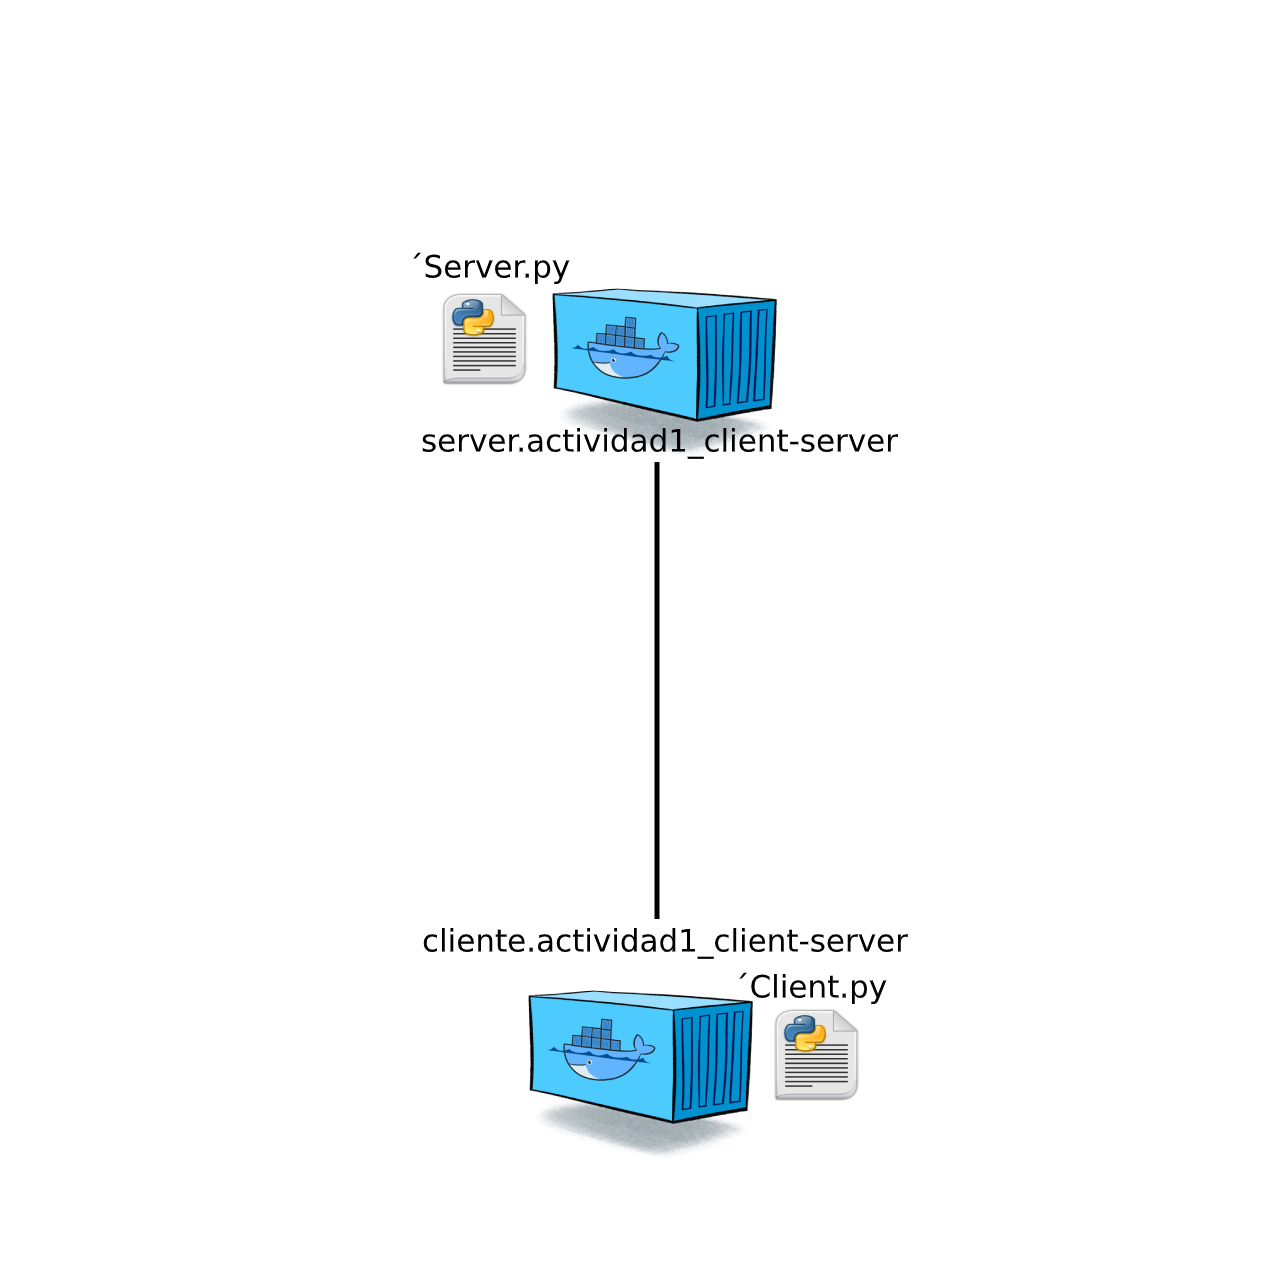 ´Server.py
server.actividad1_client-server
cliente.actividad1_client-server
´Client.py